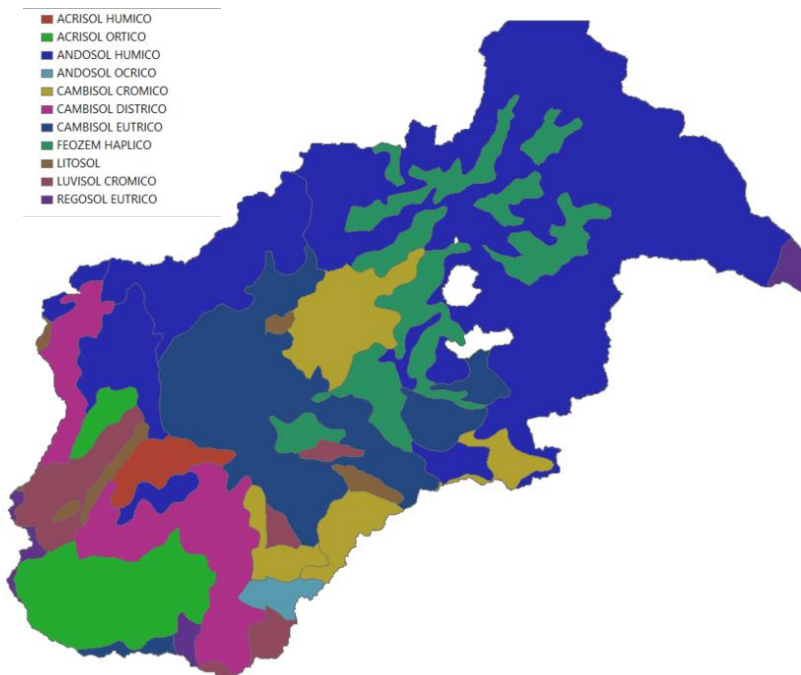 ACRISOL HUMICO
ACRISOL ORTICO
ANDOSOL HUMICO
ANDOSOL OCRICO
CAMBISOL CROMICO
CAMBISOL DISTRICO
CAMBISOL EUTRICO
FEOZEM HAPLICO
LITOSOL
LUVISOL CROMICO
REGOSOL EUTRICO